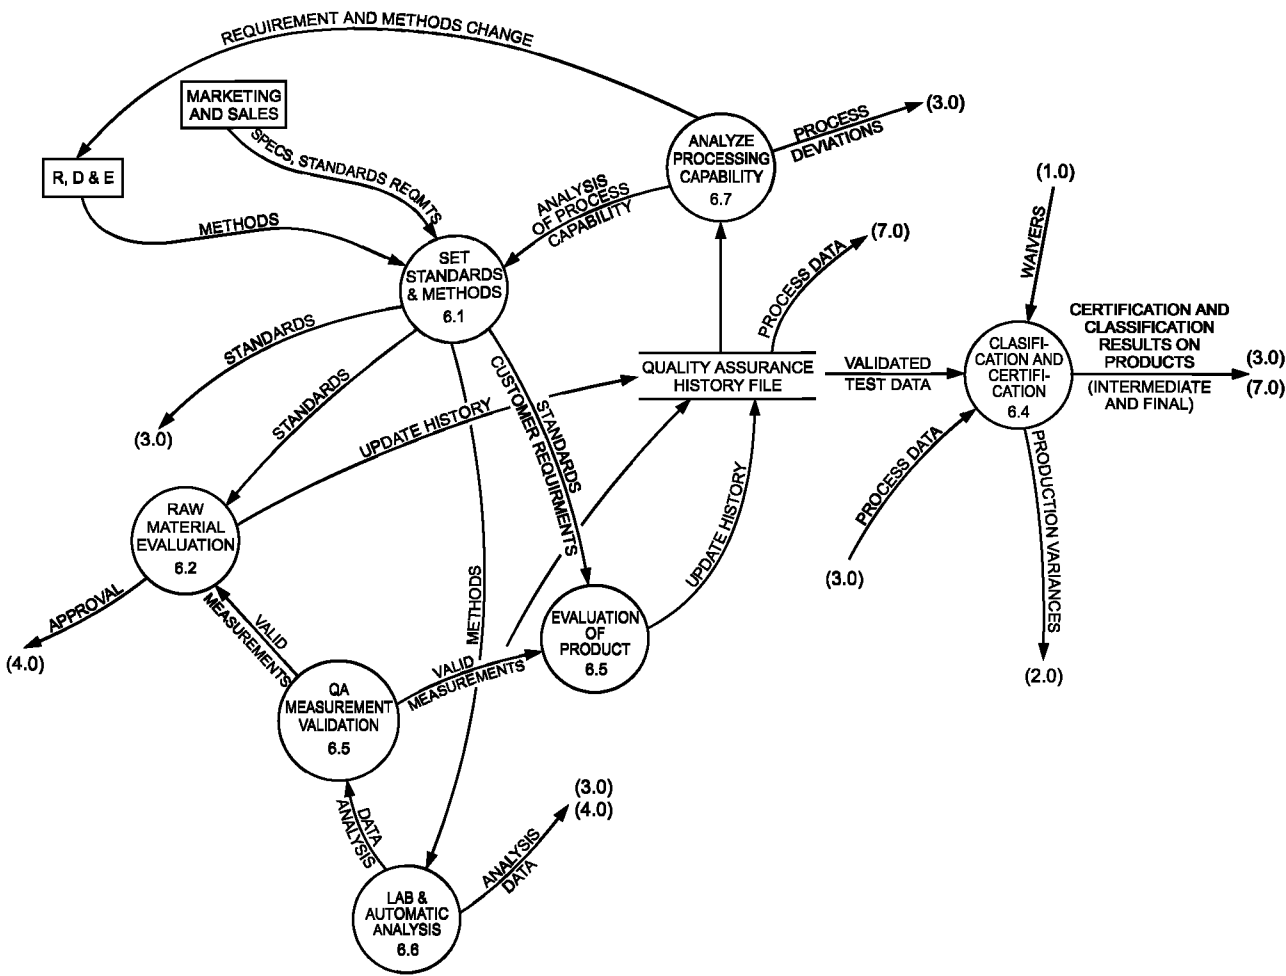 REQUIREMENT AND METHODS CHANGE
MARKETING
AND SALES
R, D & E
SPECS, STANDARDS REQMTS
METHODS
ANALYZE
PROCESSING
CAPABILITY
6.7
PROCESS
DEVIATIONS
(3.0)
ANALYSIS
OF PROCESS
CAPABILITY
SET
STANDARDS
& METHODS
6.1
PROCESS DATA
(7.0)
(1.0)
WAIVERS
STANDARDS
(3.0)
STANDARDS
STANDARDS
CUSTOMER REQUIRMENTS
METHODS
UPDATE HISTORY
QUALITY ASSURANCE
HISTORY FILE
VALIDATED
TEST DATA
CLASIFI-
CATION AND
CERTIFI-
CATION
6.4
CERTIFICATION AND
CLASSIFICATION
RESULTS ON
PRODUCTS
(INTERMEDIATE
AND FINAL)
(3.0)
(7.0)
PROCESS DATA
(3.0)
PRODUCTION VARIANCES
(2.0)
RAW
MATERIAL
EVALUATION
6.2
APPROVAL
(4.0)
VALID
MEASUREMENTS
QA
MEASUREMENT
VALIDATION
6.5
VALID
MEASUREMENTS
EVALUATION
OF
PRODUCT
6.5
UPDATE HISTORY
DATA
ANALYSIS
LAB &
AUTOMATIC
ANALYSIS
6.6
ANALYSIS
DATA
(3.0)
(4.0)